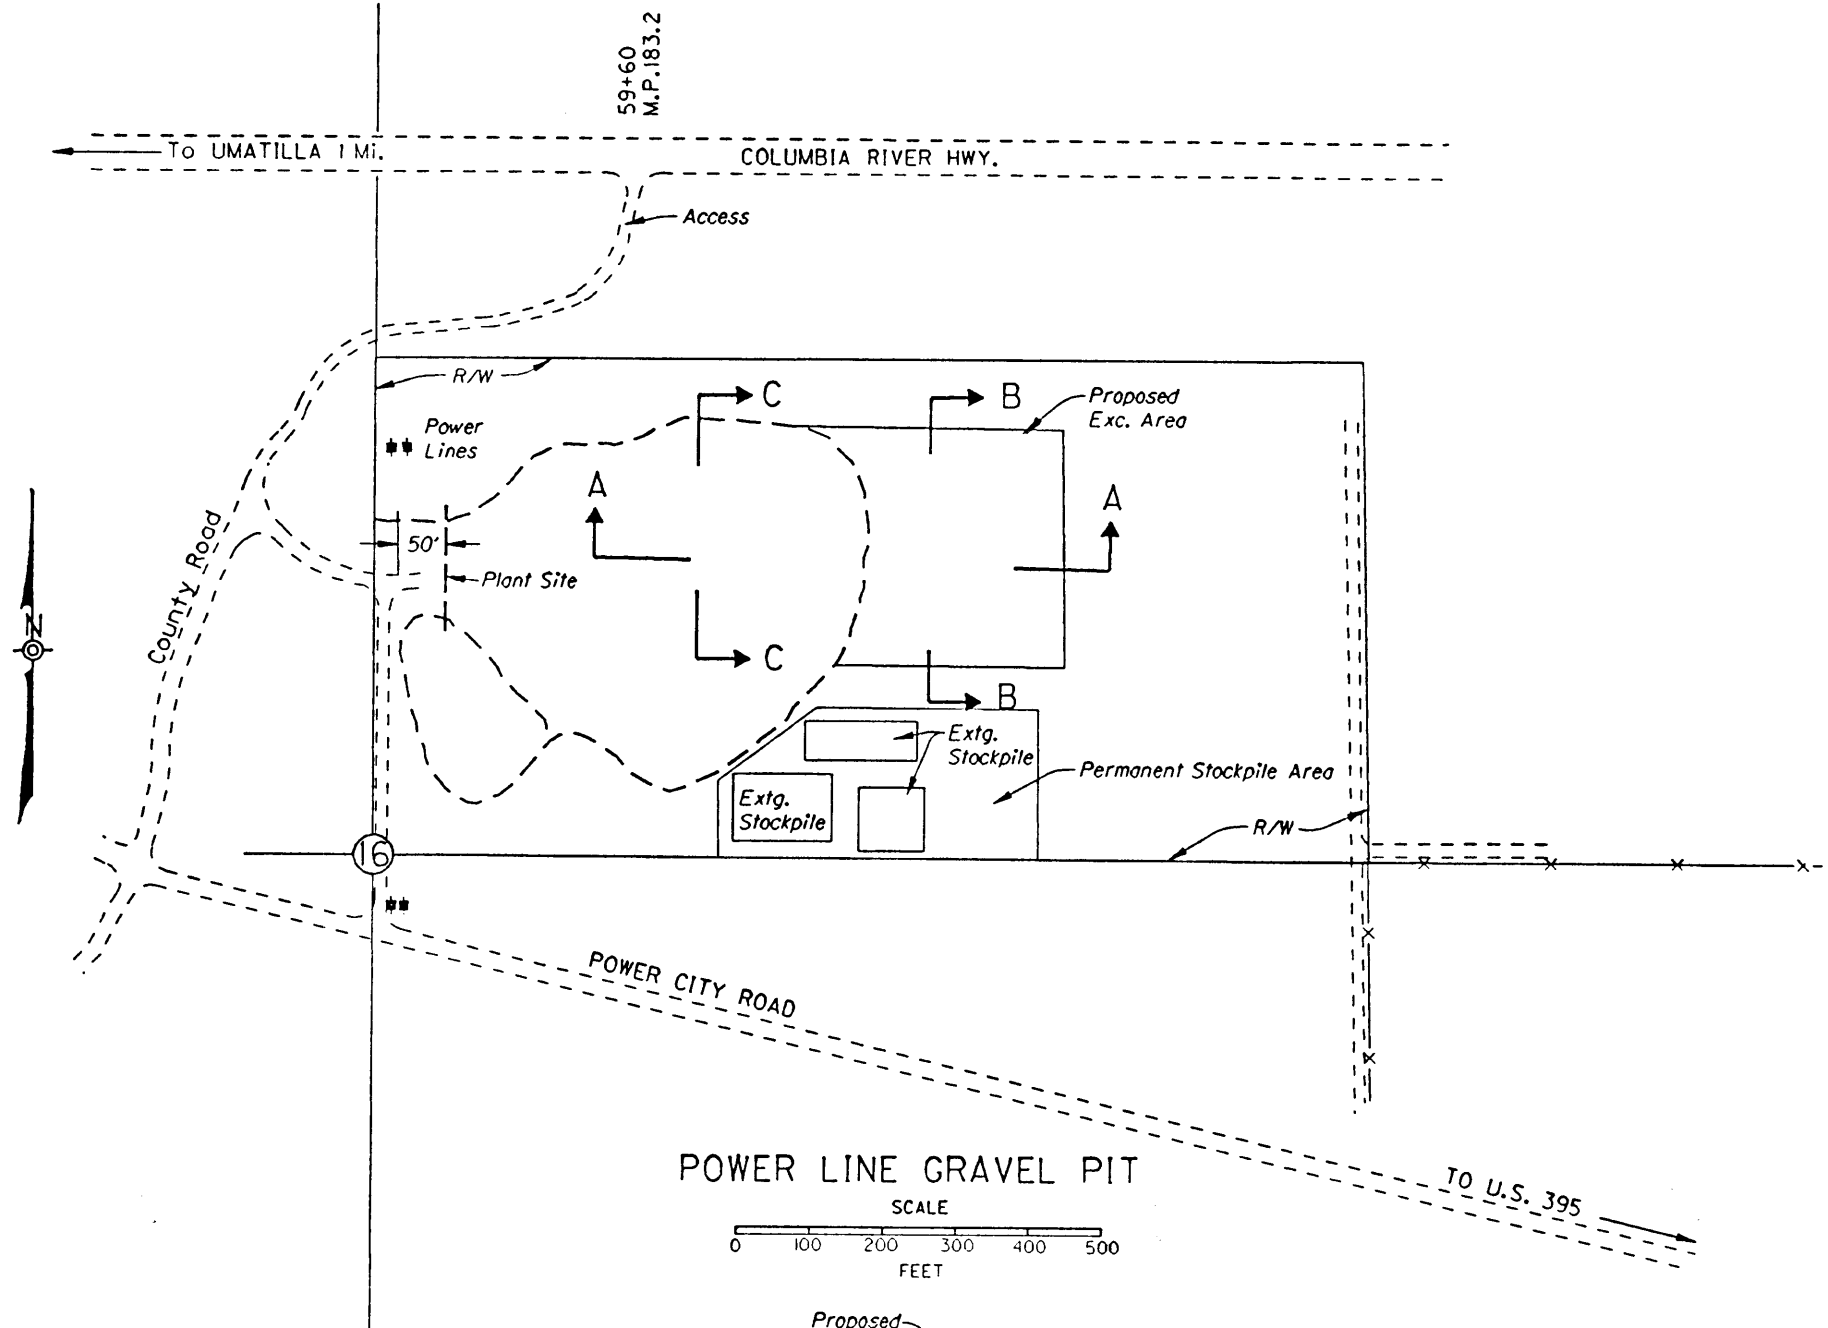 59+60
M.P.183.2
To UMATILLA 1 Mi.
COLUMBIA RIVER HWY.
Access
R/W
C
B
Proposed
Exc. Area
Power
Lines
A
A
50'
County Road
Plant Site
N
C
B
Extg.
Stockpile
Permanent Stockpile Area
Extg.
Stockpile
R/W
16
POWER CITY ROAD
POWER LINE GRAVEL PIT
SCALE
0 100 200 300 400 500
FEET
TO U.S. 395
Proposed